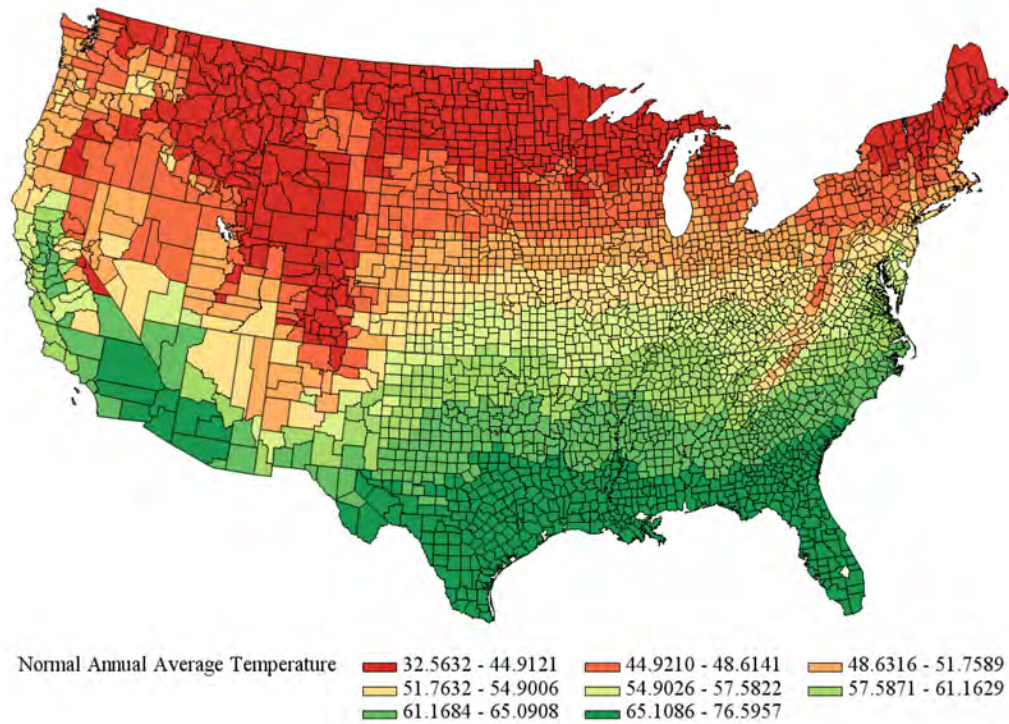 Normal Annual Average Temperature 32.5632 - 44.9121 44.9210 - 48.6141 48.6316 - 51.7589
51.7632 - 54.9006 54.9026 - 57.5822 57.5871 - 61.1629
61.1684 - 65.0908 65.1086 - 76.5957